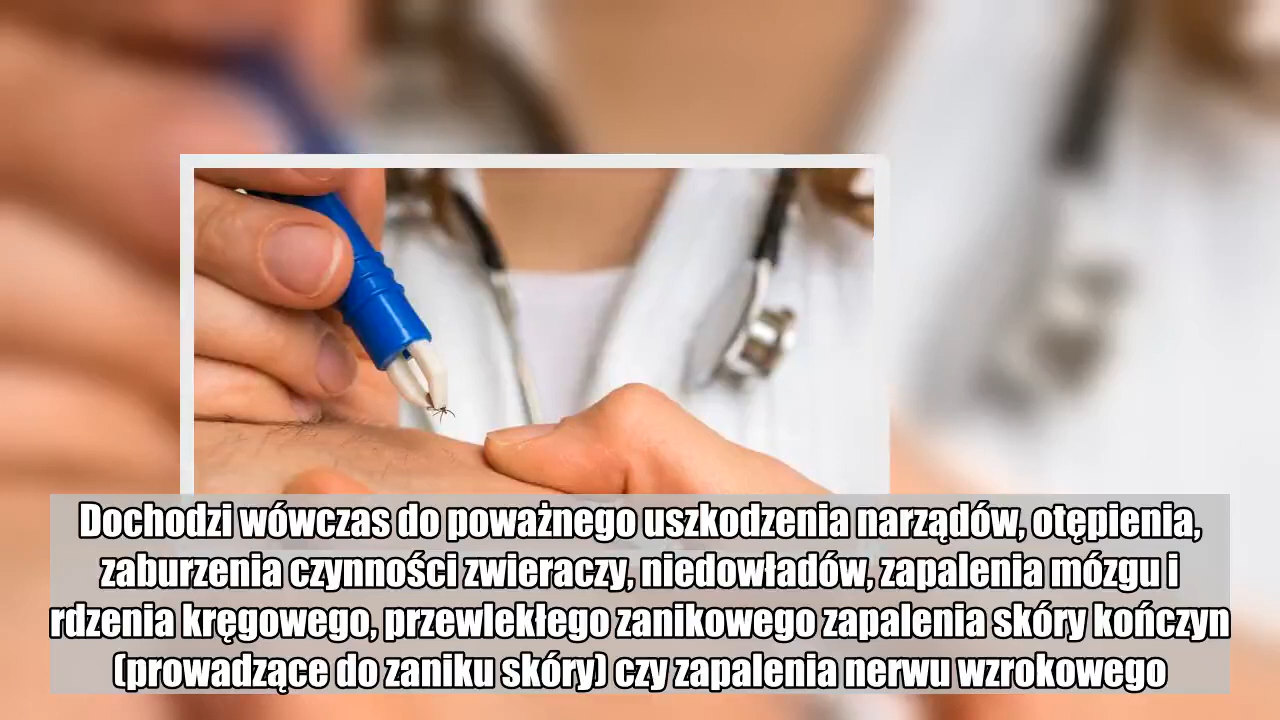 Dochodzi wówczas do poważnego uszkodzenia narządów, otępienia,
zaburzenia czynności zwieraczy, niedowładów, zapalenia mózgu i
rdzenia kręgowego, przewlekłego zanikowego zapalenia skóry kończyn
(prowadzące do zaniku skóry) czy zapalenia nerwu wzrokowego